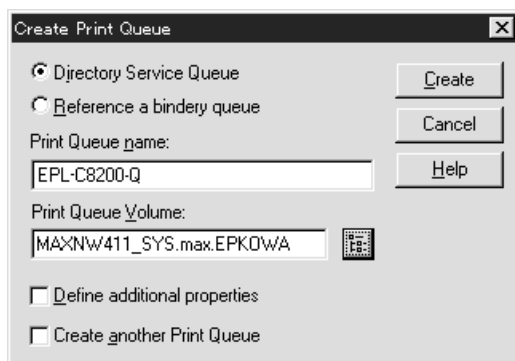 Create Print Queue
Directory Service Queue
Reference a bindery queue
Print Queue name:
EPL-C8200-Q
Print Queue Volume:
MAXNW411_SYS.max.EPKOWA
Define additional properties
Create another Print Queue
Create
Cancel
Help